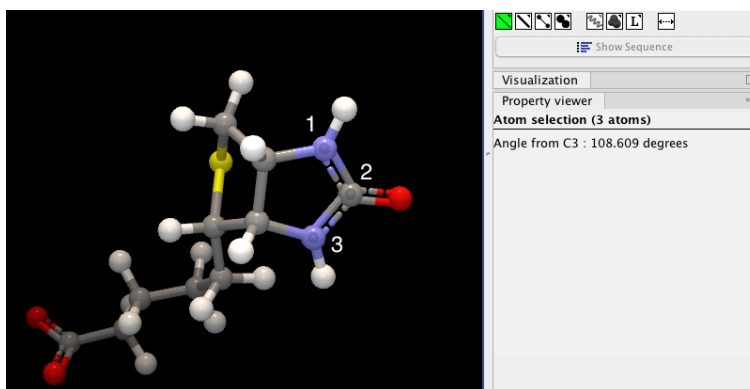 L
Show Sequence
Visualization
Property viewer
Atom selection (3 atoms)
Angle from C3 : 108.609 degrees
1
2
3